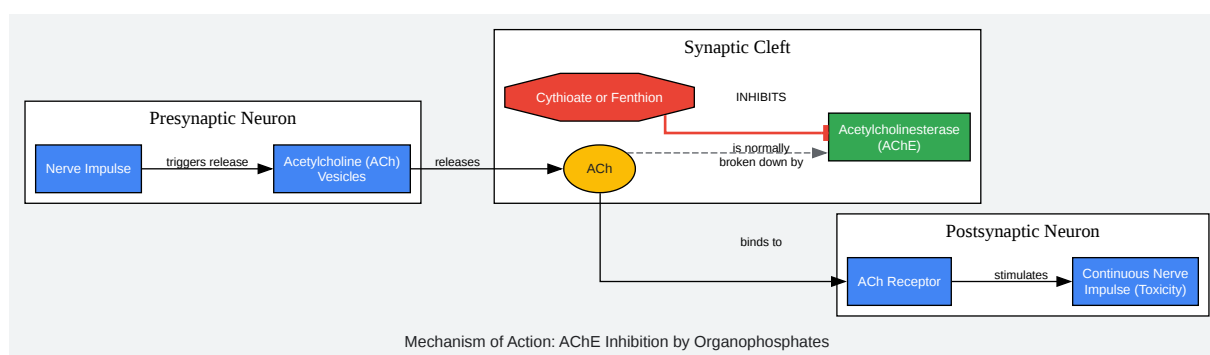 Synaptic Cleft
Cythioate or Fenthion
INHIBITS
Presynaptic Neuron
Acetylcholinesterase
(AChE)
is normally
broken down by
Nerve Impulse
triggers release
Acetylcholine (ACh)
Vesicles
releases
ACh
Postsynaptic Neuron
binds to
ACh Receptor
stimulates
Continuous Nerve
Impulse (Toxicity)
Mechanism of Action: AChE Inhibition by Organophosphates